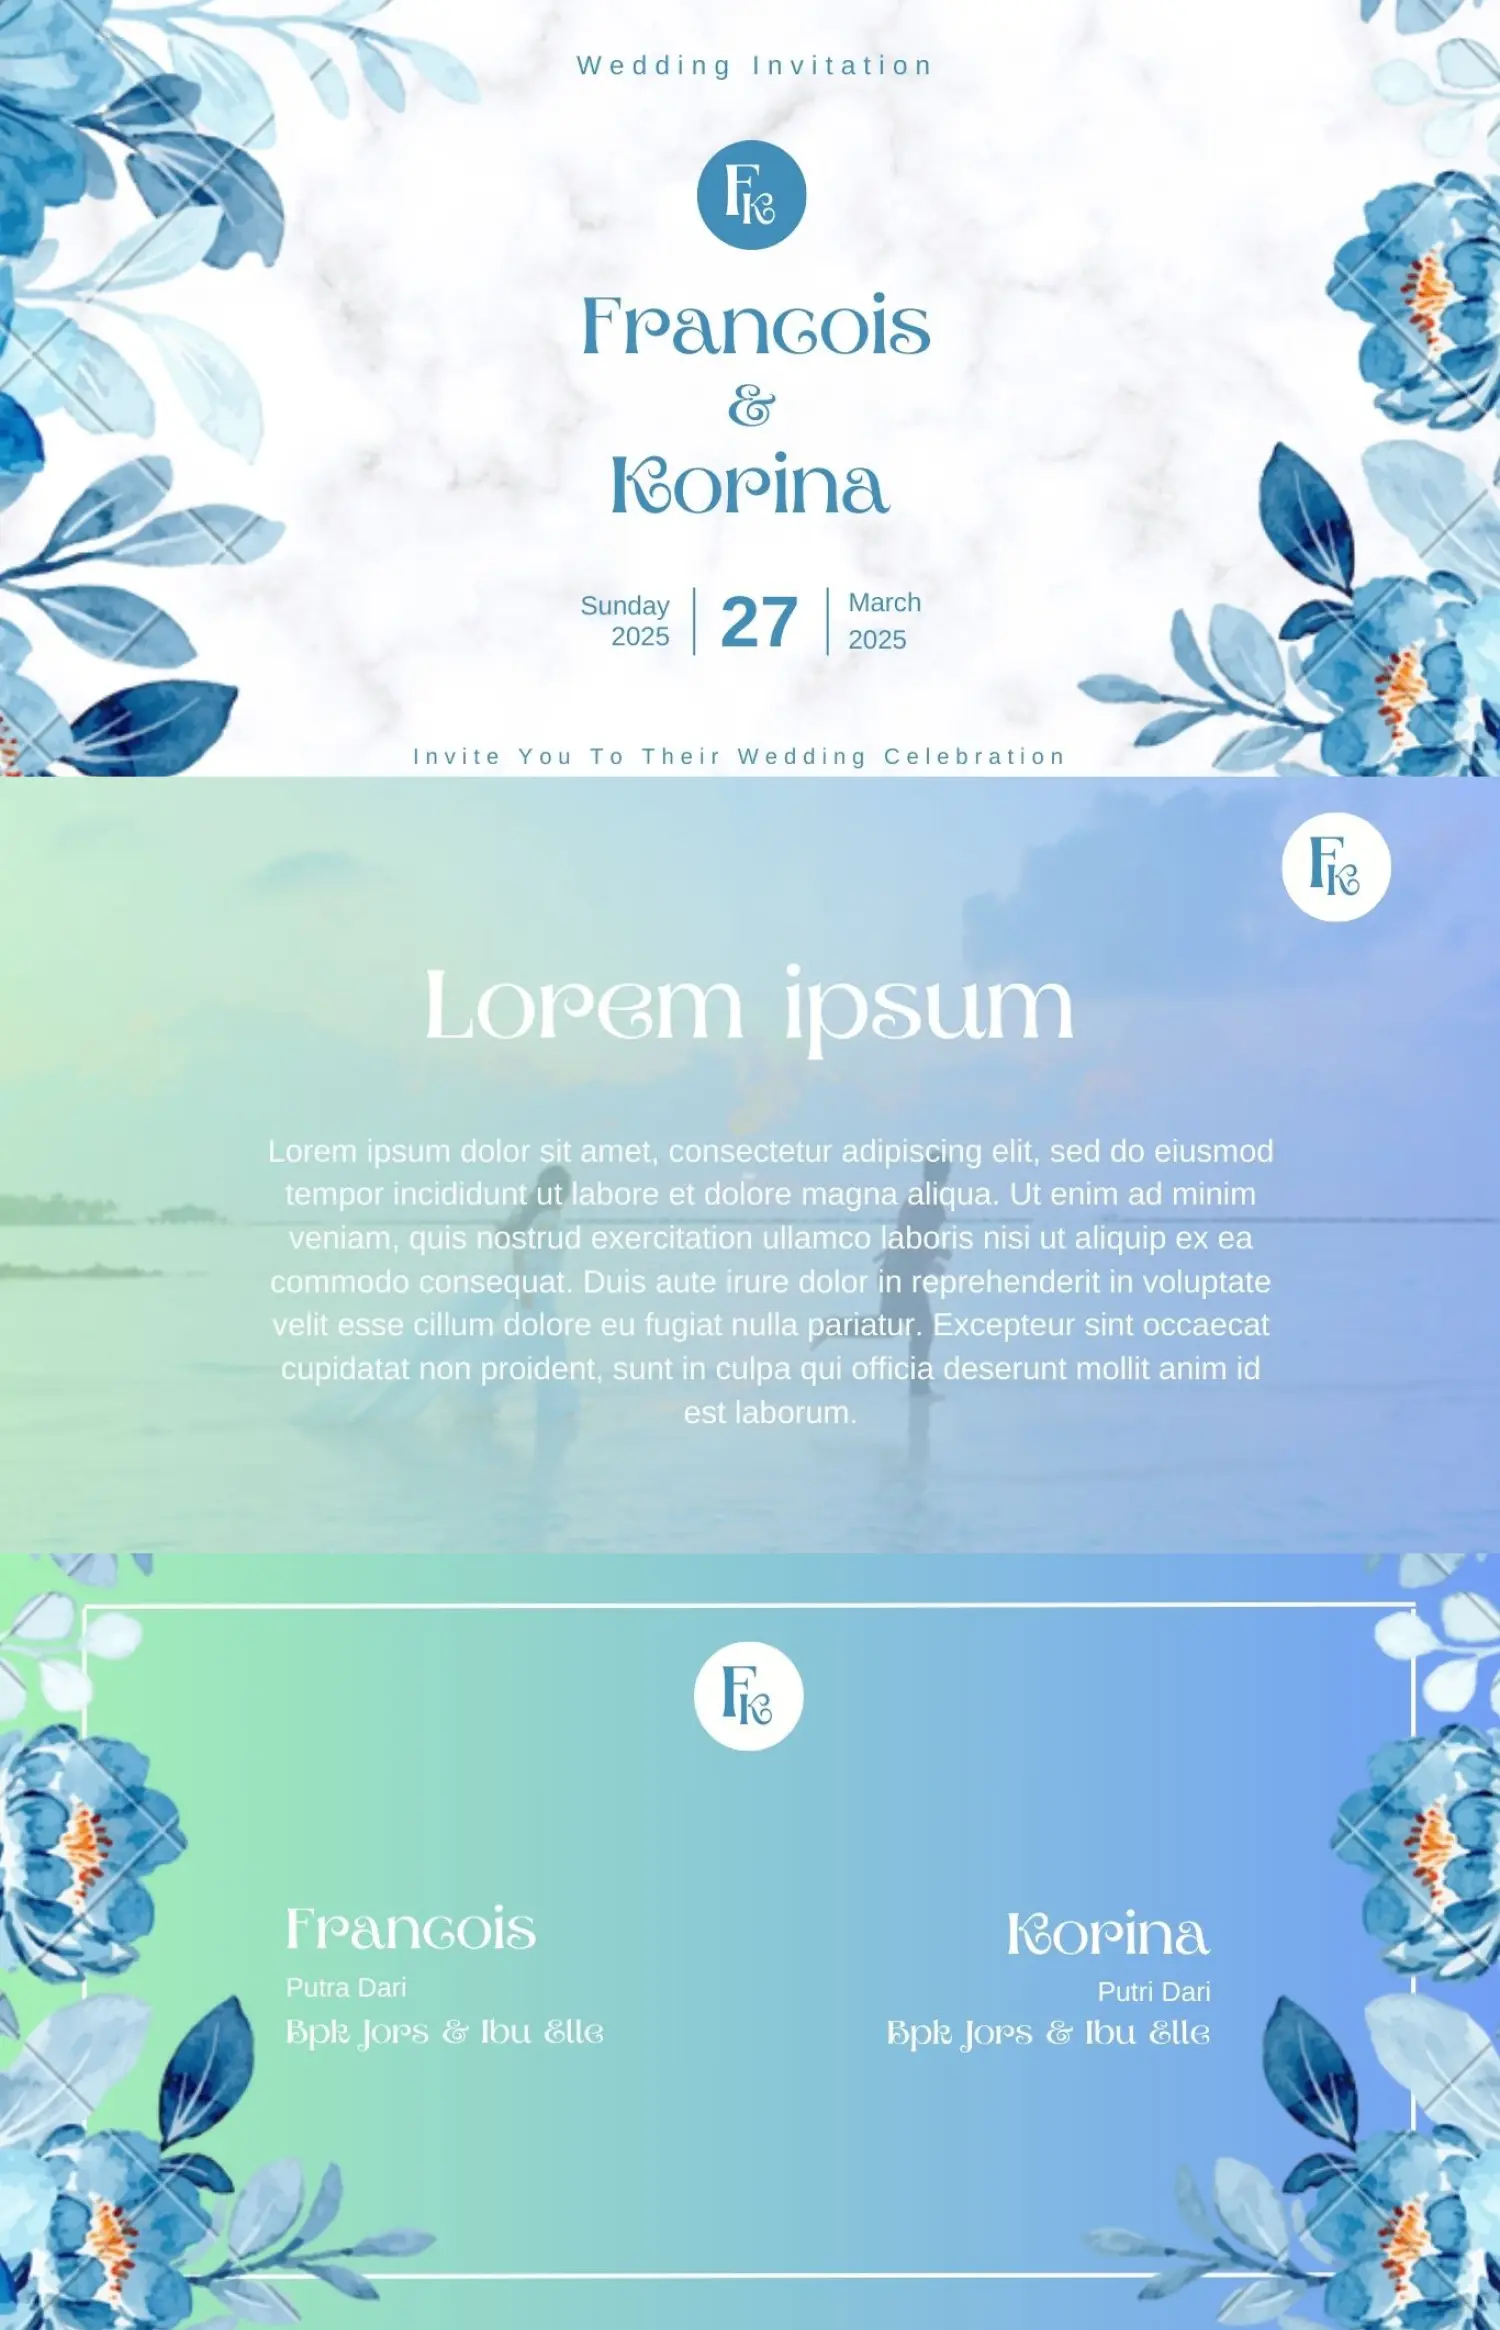 Wedding Invitation
FK
Francois
&
Korina
Sunday
2025
27
March
2025
Invite You To Their Wedding Celebration
FK
Lorem ipsum
Lorem ipsum dolor sit amet, consectetur adipiscing elit, sed do eiusmod
tempor incididunt ut labore et dolore magna aliqua. Ut enim ad minim
veniam, quis nostrud exercitation ullamco laboris nisi ut aliquip ex ea
commodo consequat. Duis aute irure dolor in reprehenderit in voluptate
velit esse cillum dolore eu fugiat nulla pariatur. Excepteur sint occaecat
cupidatat non proident, sunt in culpa qui officia deserunt mollit anim id
est laborum.
FK
Francois
Putra Dari
Bpk Jors & Ibu Elle
Korina
Putri Dari
Bpk Jors & Ibu Elle